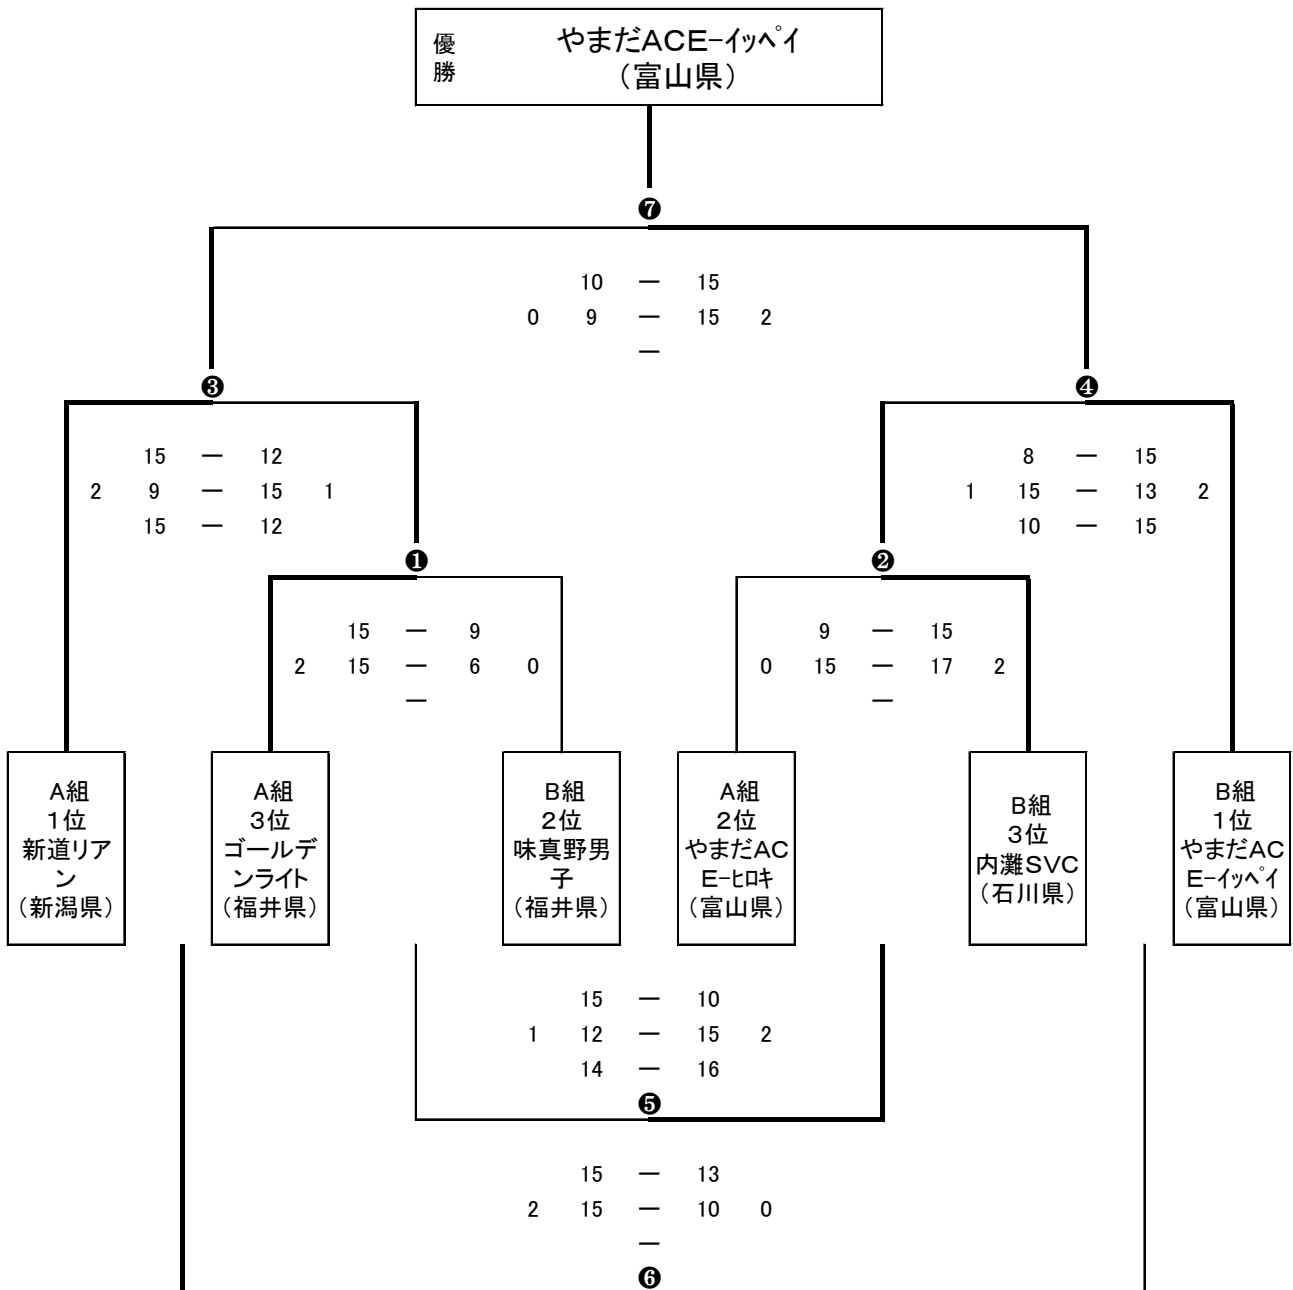 優勝
やまだACE-ｲｯﾍﾟｲ
（富山県）
❼
10 ー 15
0 9 ー 15 2
ー
❸ ❹
15 ー 12
2 9 ー 15 1
15 ー 12
8 ー 15
1 15 ー 13 2
10 ー 15
❶ ❷
15 ー 9
2 15 ー 6 0
ー
9 ー 15
0 15 ー 17 2
ー
A組
1位
新道リア
ン
（新潟県）
A組
3位
ゴールデ
ンライト
（福井県）
B組
2位
味真野男
子
（福井県）
A組
2位
やまだAC
E-ﾋﾛｷ
（富山県）
B組
3位
内灘SVC
（石川県）
B組
1位
やまだAC
E-ｲｯﾍﾟｲ
（富山県）
15 ー 10
1 12 ー 15 2
14 ー 16
❺
15 ー 13
2 15 ー 10 0
ー
❻